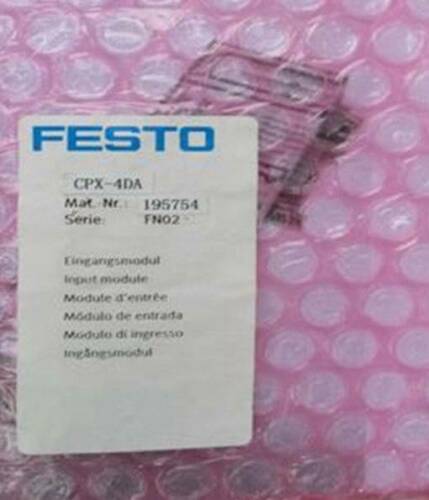 FESTO
CPX-4DA
Mat.-Nr.: 195754
Serie: FN02
Eingangsmodul
Input module
Module d'entrée
Módulo de entrada
Modulo di ingresso
Ingångsmodul